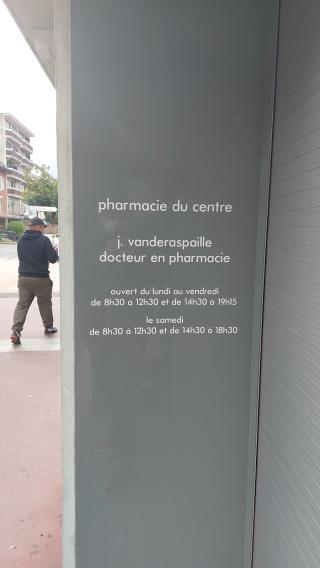 pharmacie du centre
j. vanderaspaille
docteur en pharmacie
ouvert du lundi au vendredi
de 8h30 à 12h30 et de 14h30 à 19h15
le samedi
de 8h30 à 12h30 et de 14h30 à 18h30